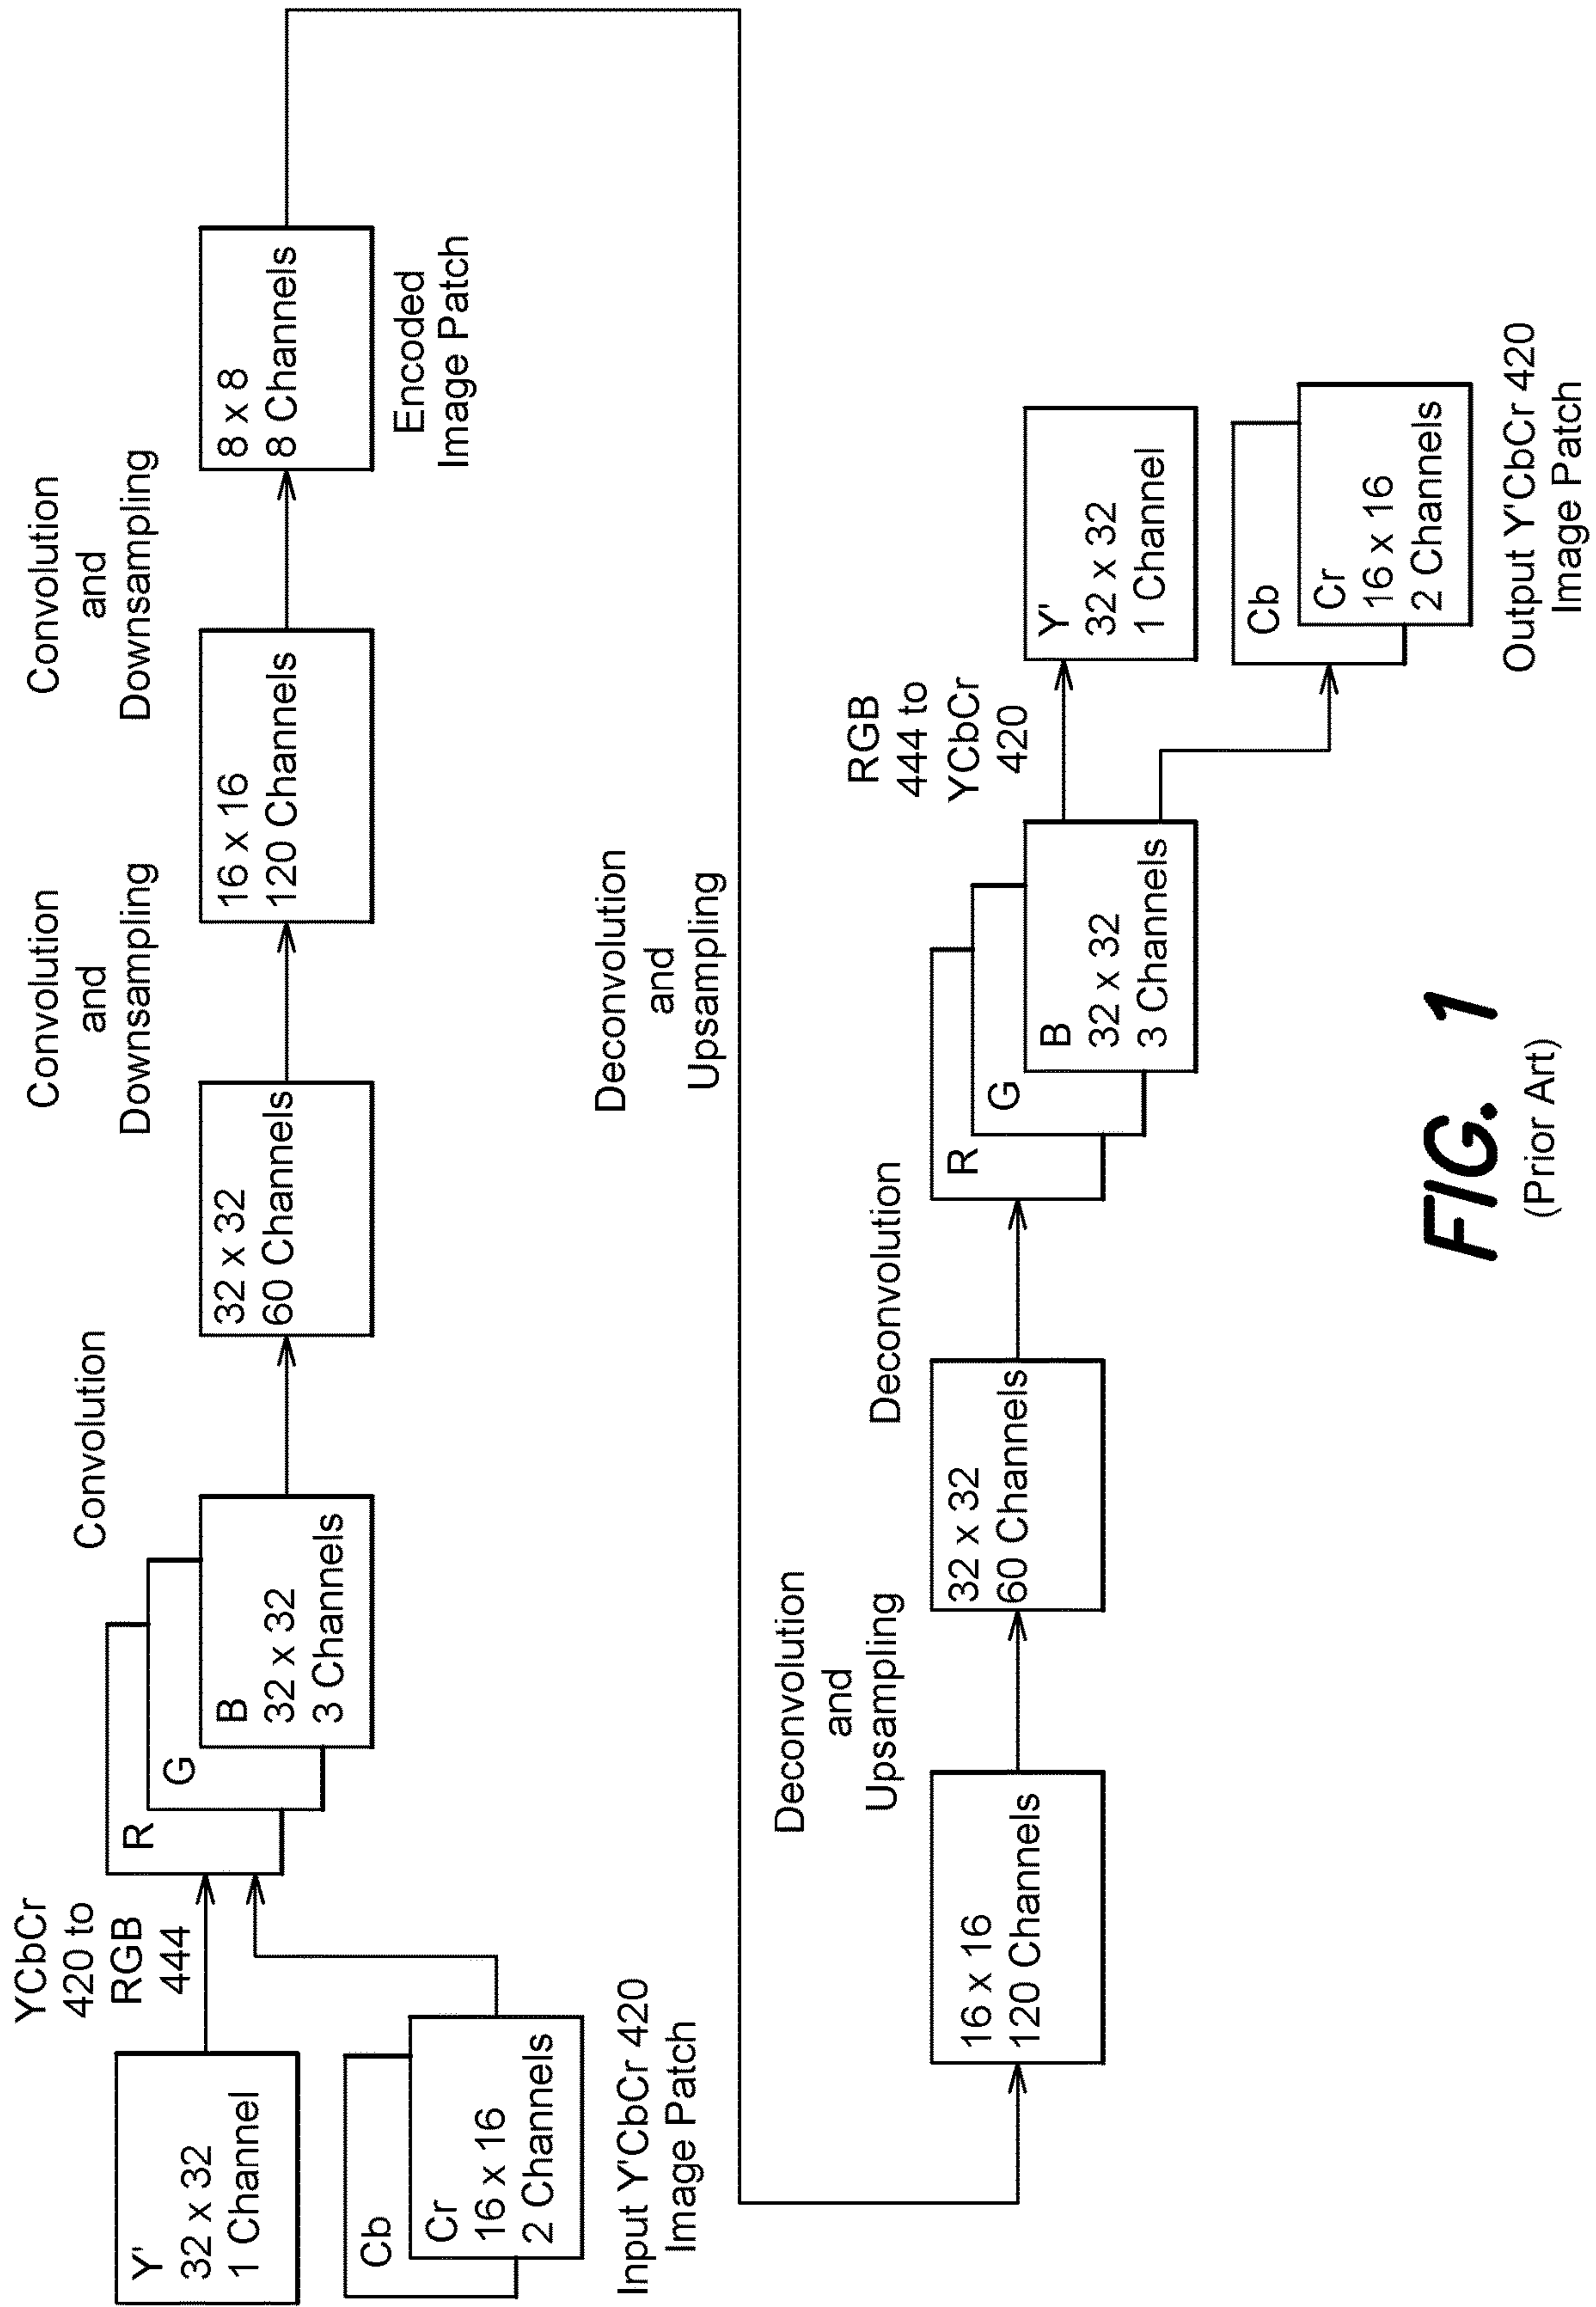 Y'
32 x 32
1 Channel
Cb
Cr
16 x 16
2 Channels
Input Y'CbCr 420
Image Patch
YCbCr
420 to
RGB
444
R
G
B
32 x 32
3 Channels
Convolution
32 x 32
60 Channels
Convolution
and
Downsampling
16 x 16
120 Channels
Convolution
and
Downsampling
8 x 8
8 Channels
Encoded
Image Patch
Deconvolution
and
Upsampling
16 x 16
120 Channels
Deconvolution
and
Upsampling
32 x 32
60 Channels
Deconvolution
R
G
B
32 x 32
3 Channels
RGB
444 to
YCbCr
420
Y'
32 x 32
1 Channel
Cb
Cr
16 x 16
2 Channels
Output Y'CbCr 420
Image Patch
FIG. 1
(Prior Art)